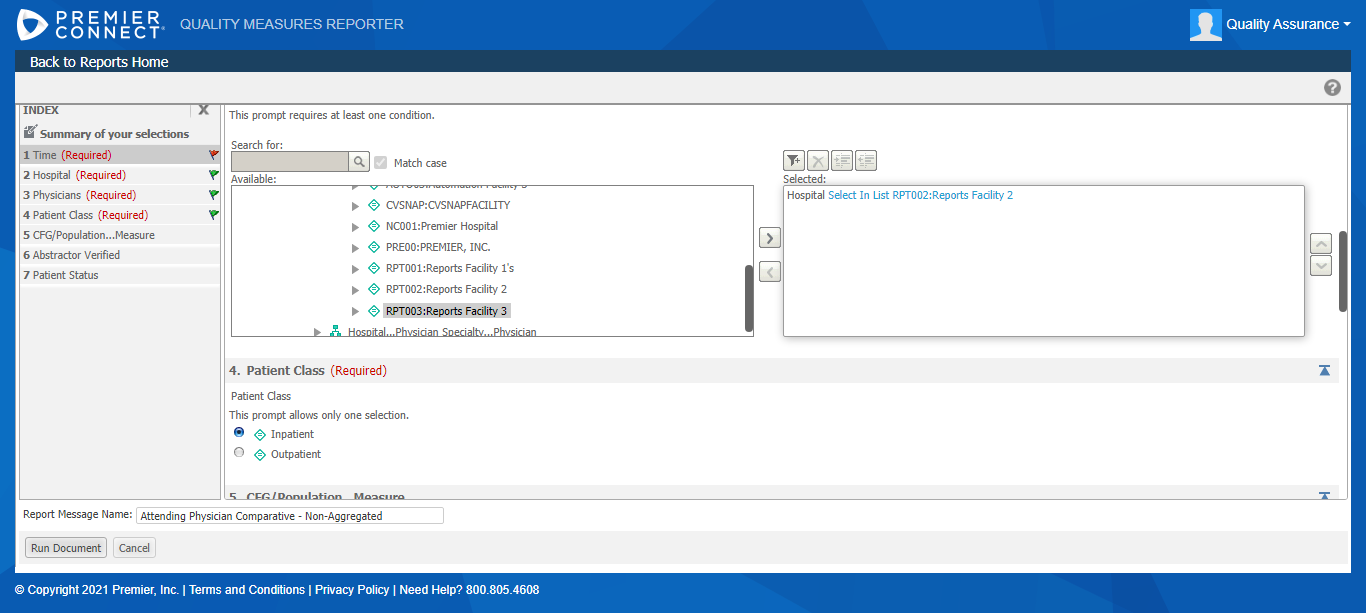 PREMIER CONNECT QUALITY MEASURES REPORTER
Quality Assurance
Back to Reports Home
INDEX X
Summary of your selections
1 Time (Required)
2 Hospital (Required)
3 Physicians (Required)
4 Patient Class (Required)
5 CFG/Population...Measure
6 Abstractor Verified
7 Patient Status
This prompt requires at least one condition.
Search for:
Match case
Available:
AUTO03:Automation Facility 3
CVSNAP:CVSNAPFACILITY
NC001:Premier Hospital
PRE00:PREMIER, INC.
RPT001:Reports Facility 1's
RPT002:Reports Facility 2
RPT003:Reports Facility 3
Hospital...Physician Specialty...Physician
Selected:
Hospital Select In List RPT002:Reports Facility 2
4. Patient Class (Required)
Patient Class
This prompt allows only one selection.
Inpatient
Outpatient
5. CFG/Population...Measure
Report Message Name: Attending Physician Comparative - Non-Aggregated
Run Document Cancel
© Copyright 2021 Premier, Inc. | Terms and Conditions | Privacy Policy | Need Help? 800.805.4608